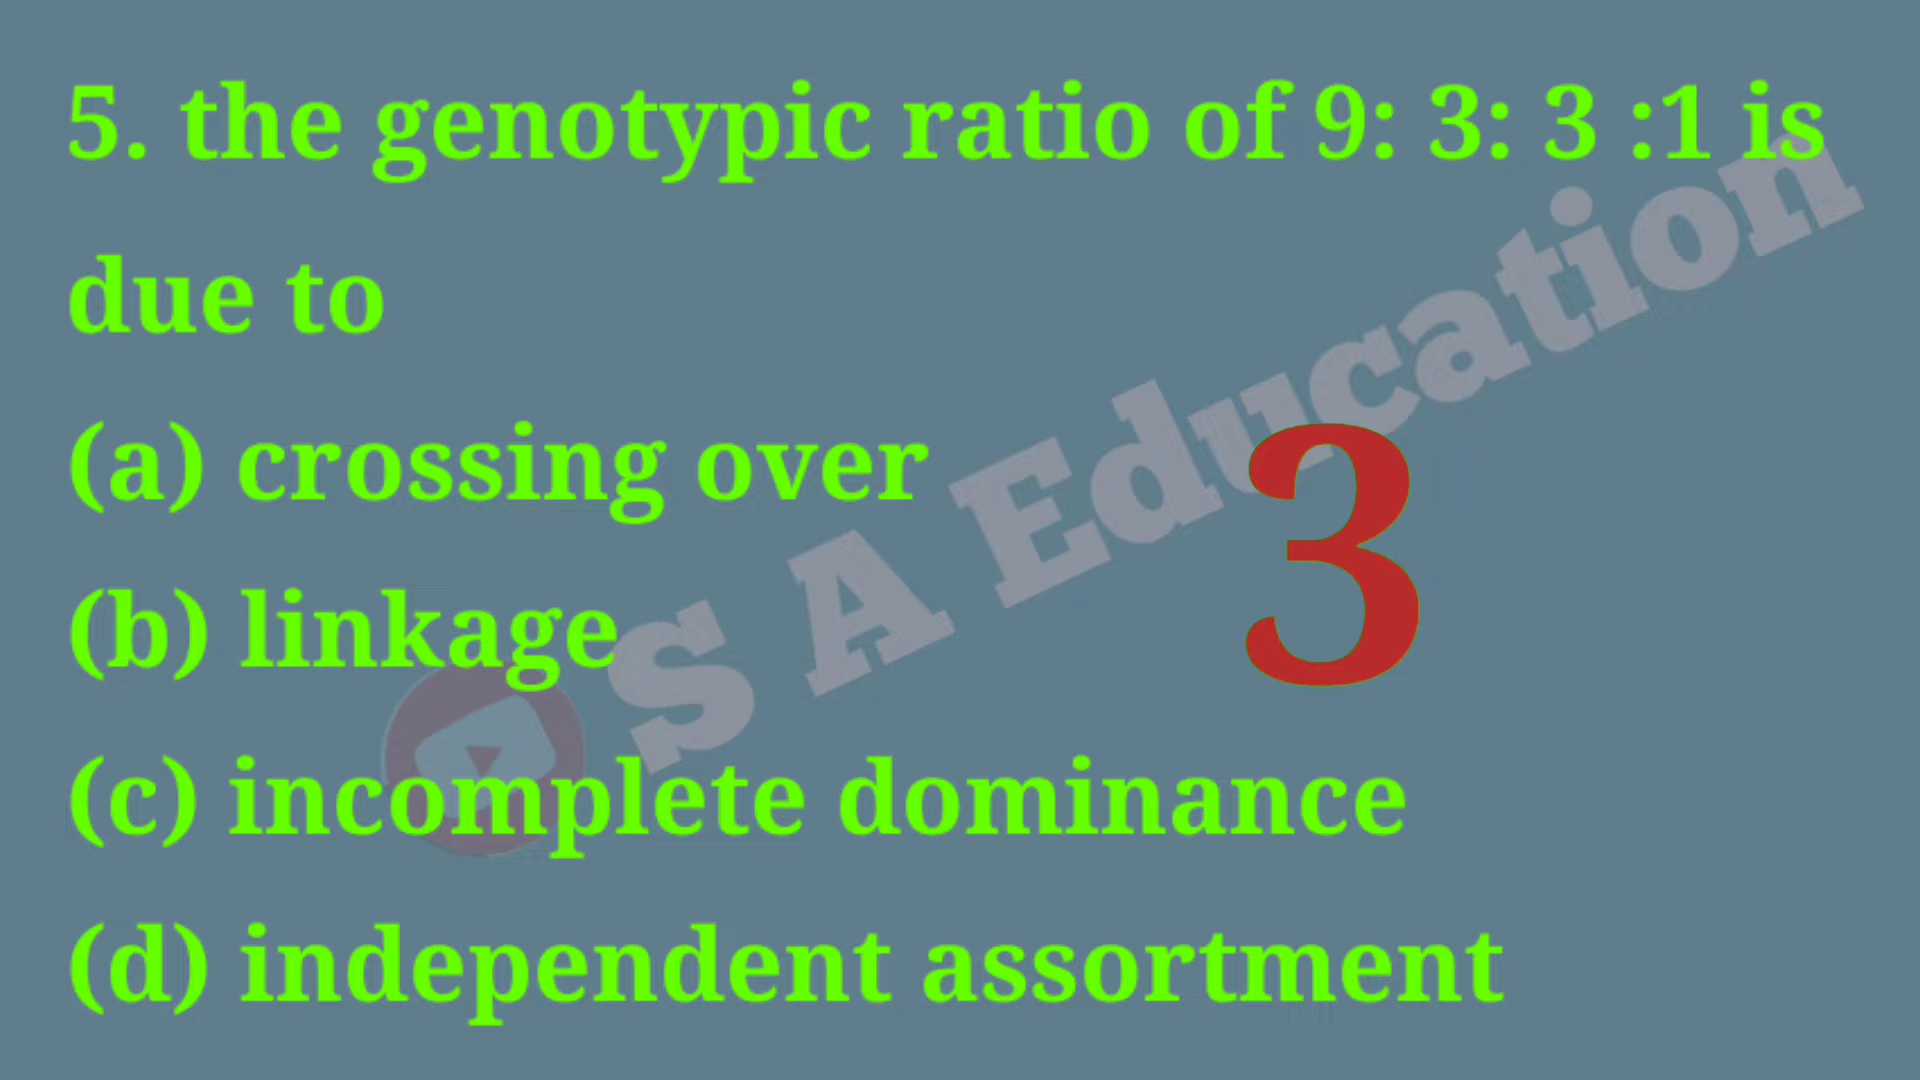 5. the genotypic ratio of 9: 3: 3 :1 is
due to
(a) crossing over
(b) linkage
(c) incomplete dominance
(d) independent assortment
3
S A Education